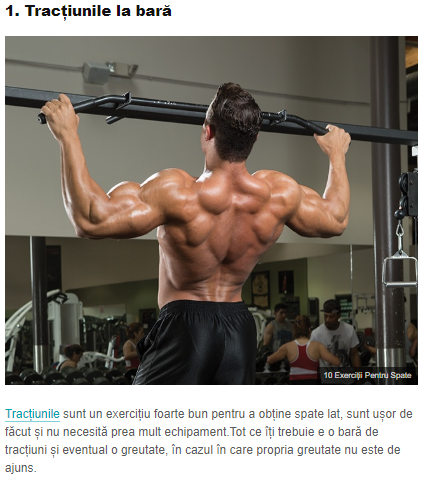 1. Tracțiunile la bară
10 Exerciții Pentru Spate
Tracțiunile sunt un exercițiu foarte bun pentru a obține spate lat, sunt ușor de
făcut și nu necesită prea mult echipament.Tot ce îți trebuie e o bară de
tracțiuni și eventual o greutate, în cazul în care propria greutate nu este de
ajuns.